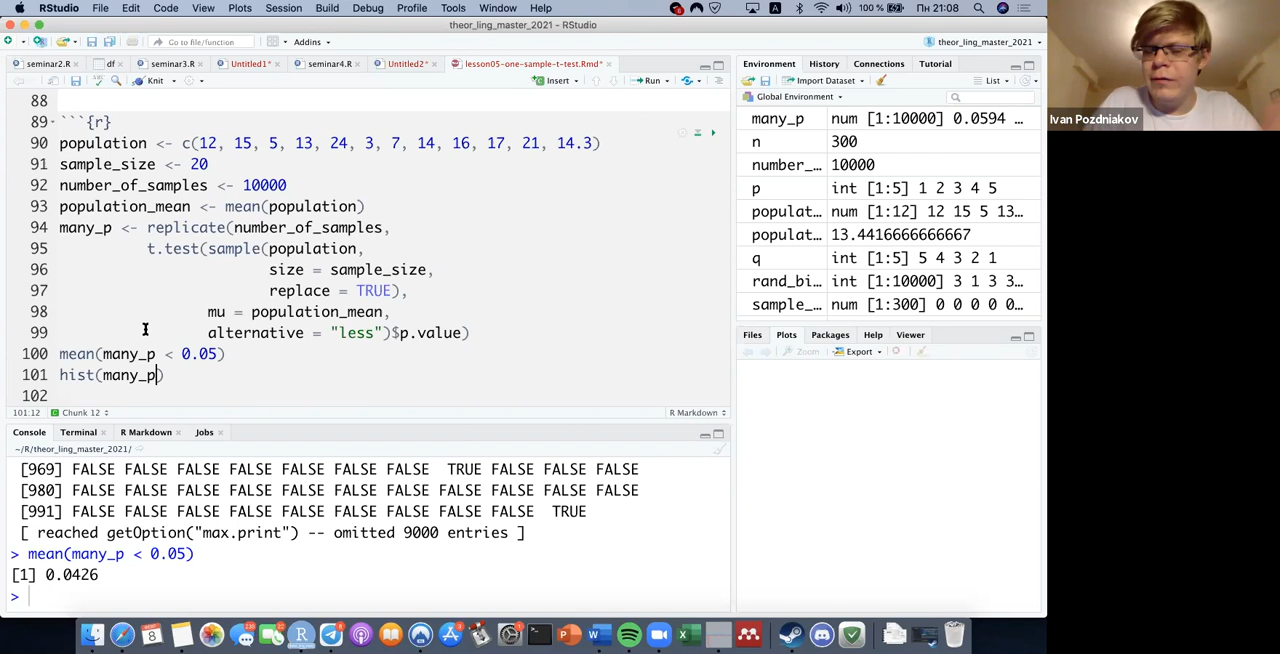 RStudio File Edit Code View Plots Session Build Debug Profile Tools Window Help 100 % Пн 21:08
theor_ling_master_2021 - RStudio
Go to file/function Addins theor_ling_master_2021
seminar2.R df seminar3.R Untitled1* seminar4.R Untitled2* lesson05-one-sample-t-test.Rmd*
Knit Insert Run
88
89 ```{r}
90 population <- c(12, 15, 5, 13, 24, 3, 7, 14, 16, 17, 21, 14.3)
91 sample_size <- 20
92 number_of_samples <- 10000
93 population_mean <- mean(population)
94 many_p <- replicate(number_of_samples,
95 t.test(sample(population,
96 size = sample_size,
97 replace = TRUE),
98 mu = population_mean,
99 alternative = "less")$p.value)
100 mean(many_p < 0.05)
101 hist(many_p)
102
101:12 Chunk 12 R Markdown
Console Terminal R Markdown Jobs
~/R/theor_ling_master_2021/
[969] FALSE FALSE FALSE FALSE FALSE FALSE FALSE TRUE FALSE FALSE FALSE
[980] FALSE FALSE FALSE FALSE FALSE FALSE FALSE FALSE FALSE FALSE FALSE
[991] FALSE FALSE FALSE FALSE FALSE FALSE FALSE FALSE FALSE TRUE
[ reached getOption("max.print") -- omitted 9000 entries ]
> mean(many_p < 0.05)
[1] 0.0426
>
Environment History Connections Tutorial
Import Dataset List
Global Environment
many_p num [1:10000] 0.0594 …
n 300
number_… 10000
p int [1:5] 1 2 3 4 5
populat… num [1:12] 12 15 5 13…
populat… 13.4416666666667
q int [1:5] 5 4 3 2 1
rand_bi… int [1:10000] 3 1 3 3…
sample_… num [1:300] 0 0 0 0 0…
Files Plots Packages Help Viewer
Zoom Export
Ivan Pozdniakov